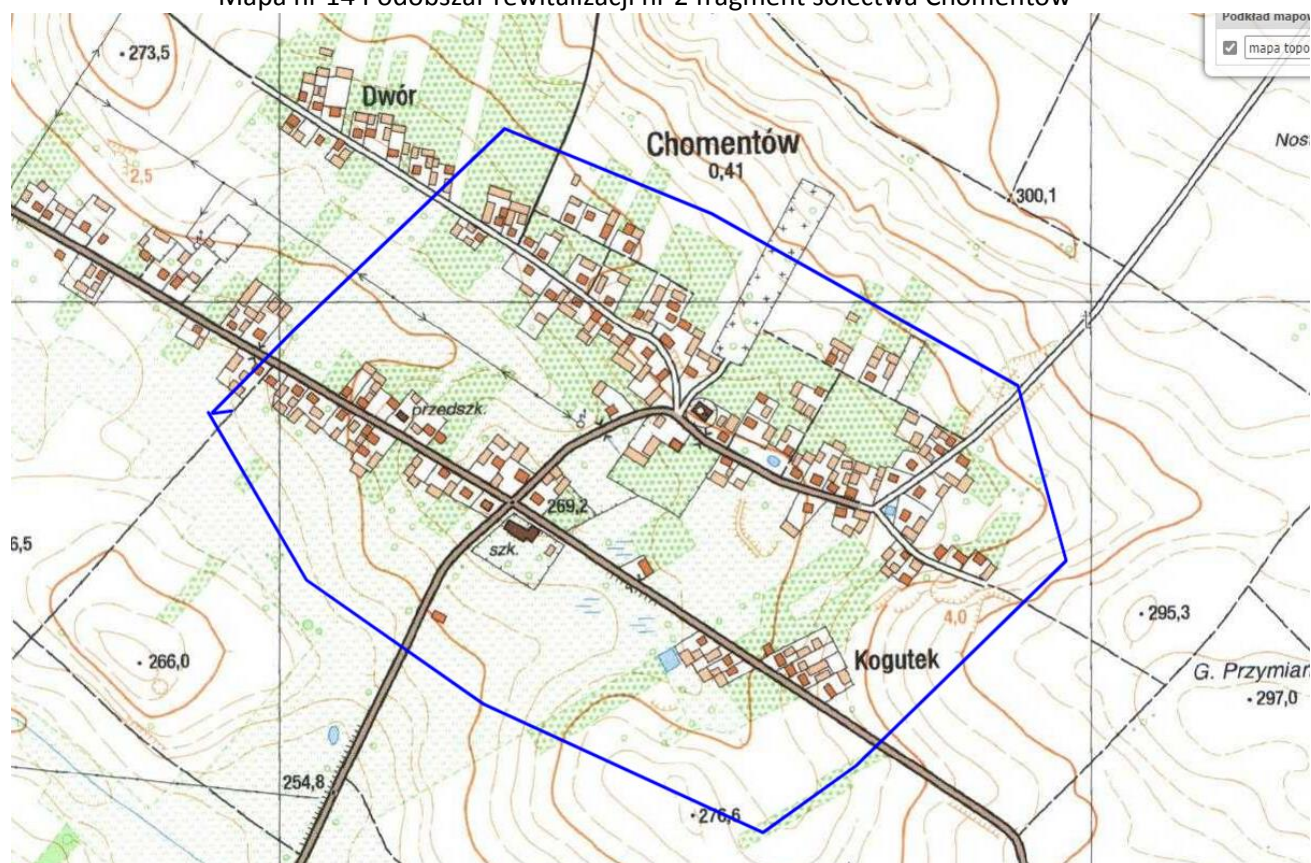 Mapa nr 14 Podobszar rewitalizacji nr 2 fragment sołectwa Chomentów
Podkład mapo
mapa topo
273,5
Dwór
Chomentów
0,41
Nost
2,5
300,1
przedszk.
269,2
szk.
6,5
266,0
4,0
295,3
Kogutek
G. Przymiar
297,0
254,8
276,6